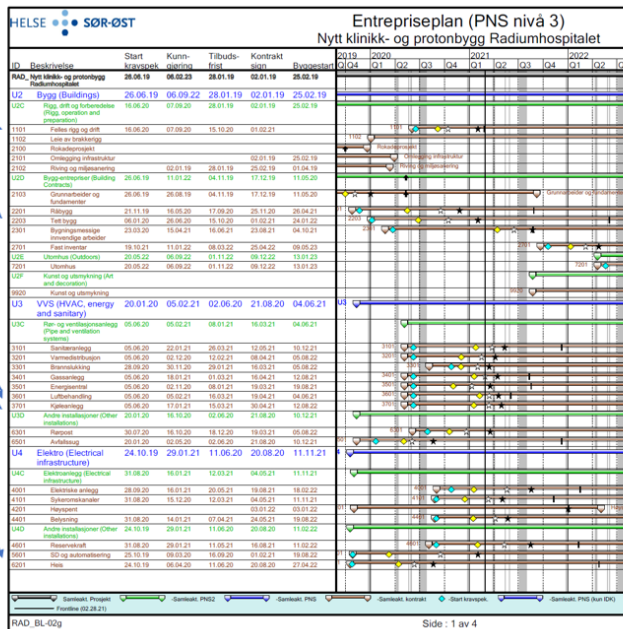 HELSE SØR-ØST
Entrepriseplan (PNS nivå 3)
Nytt klinikk- og protonbygg Radiumhospitalet
ID Beskrivelse Start kravspek. Kunn-gjøring Tilbuds-frist Kontrakt sign Byggestart
2019 2020 2021 2022
Q4 Q1 Q2 Q3 Q4 Q1 Q2 Q3 Q4 Q1 Q2
RAD_ Nytt klinikk- og protonbygg Radiumhospitalet 26.06.19 06.02.23 28.01.19 02.01.19 25.02.19
U2 Bygg (Buildings) 26.06.19 06.09.22 28.01.19 02.01.19 25.02.19
U2C Rigg, drift og forberedelse (Rigg, operation and preparation) 16.06.20 07.09.20 28.01.19 02.01.19 25.02.19
1101 Felles rigg og drift 16.06.20 07.09.20 15.10.20 01.02.21
1102 Leie av brakkerigg
2100 Rokadeprosjekt
2101 Omlegging infrastruktur 02.01.19 25.02.19
2102 Riving og miljøsanering 02.01.19 28.01.19 25.02.19 01.04.19
U2D Bygg-entrepriser (Building Contracts) 26.06.19 11.01.22 04.11.19 17.12.19 11.05.20
2103 Grunnarbeider og fundamenter 26.06.19 26.08.19 04.11.19 17.12.19 11.05.20
2201 Råbygg 21.11.19 18.05.20 17.09.20 25.11.20 26.04.21
2203 Tett bygg 06.01.20 26.06.20 15.10.20 01.02.21 24.01.22
2301 Bygningsmessige innvendige arbeider 23.03.20 15.04.21 16.06.21 23.08.21 04.10.21
2701 Fast inventar 19.10.21 11.01.22 08.03.22 25.04.22 09.05.23
U2E Utomhus (Outdoors) 20.05.22 06.09.22 01.11.22 09.12.22 13.01.23
7201 Utomhus 20.05.22 06.09.22 01.11.22 09.12.22 13.01.23
U2F Kunst og utsmykning (Art and decoration)
9920 Kunst og utsmykning
U3 VVS (HVAC, energy and sanitary) 20.01.20 05.02.21 02.06.20 21.08.20 04.06.21
U3C Rør- og ventilasjonsanlegg (Pipe and ventilation systems) 05.06.20 05.02.21 08.01.21 19.03.21 04.06.21
3101 Sanitæranlegg 05.06.20 22.01.21 26.03.21 12.05.21 10.12.21
3201 Varmedistribusjon 05.06.20 02.12.20 12.02.21 08.04.21 05.08.22
3301 Brannslukking 28.09.20 30.11.20 29.01.21 16.03.21 05.08.22
3401 Gassanlegg 05.06.20 18.01.21 01.03.21 16.04.21 12.08.21
3501 Energisentral 05.06.20 02.11.20 08.01.21 19.03.21 19.08.21
3601 Luftbehandling 05.06.20 05.02.21 16.03.21 19.04.21 04.06.21
3701 Kjøleanlegg 05.06.20 17.01.21 15.03.21 30.04.21 12.08.22
U3D Andre installasjoner (Other installations) 20.01.20 16.10.20 02.06.20 21.08.20 10.12.21
6301 Rørpost 30.07.20 16.10.20 18.12.20 19.03.21 05.08.22
6501 Avfallssug 20.01.20 02.05.20 02.06.20 21.08.20 10.12.21
U4 Elektro (Electrical infrastructure) 24.10.19 29.01.21 11.06.20 20.08.20 11.11.21
U4C Elektroanlegg (Electrical infrastructure) 31.08.20 16.01.21 12.03.21 04.05.21 11.11.21
4001 Elektriske anlegg 28.09.20 16.01.21 20.05.21 19.08.21 18.02.22
4101 Sykeromskanaler 31.08.20 15.12.20 12.03.21 04.05.21 11.11.21
4201 Høyspent 03.01.22 03.01.22
4401 Belysning 31.08.20 14.01.21 07.04.21 24.05.21 19.08.22
U4D Andre installasjoner (Other installations) 24.10.19 29.01.21 11.06.20 20.08.20 11.02.22
4601 Reservekraft 31.08.20 29.01.21 11.05.21 16.08.21 11.02.22
5601 SD og automatisering 25.10.19 09.03.20 16.09.20 01.02.21 19.08.22
6201 Heis 24.10.19 06.04.20 11.06.20 20.08.20 27.04.22
-Samleakt, Prosjekt -Samleakt, PNS2 -Samleakt, PNS -Samleakt, kontrakt -Start kravspek. -Samleakt, PNS (kun IDK)
Frontline (02.28.21)
RAD_BL-02g
Side : 1 av 4